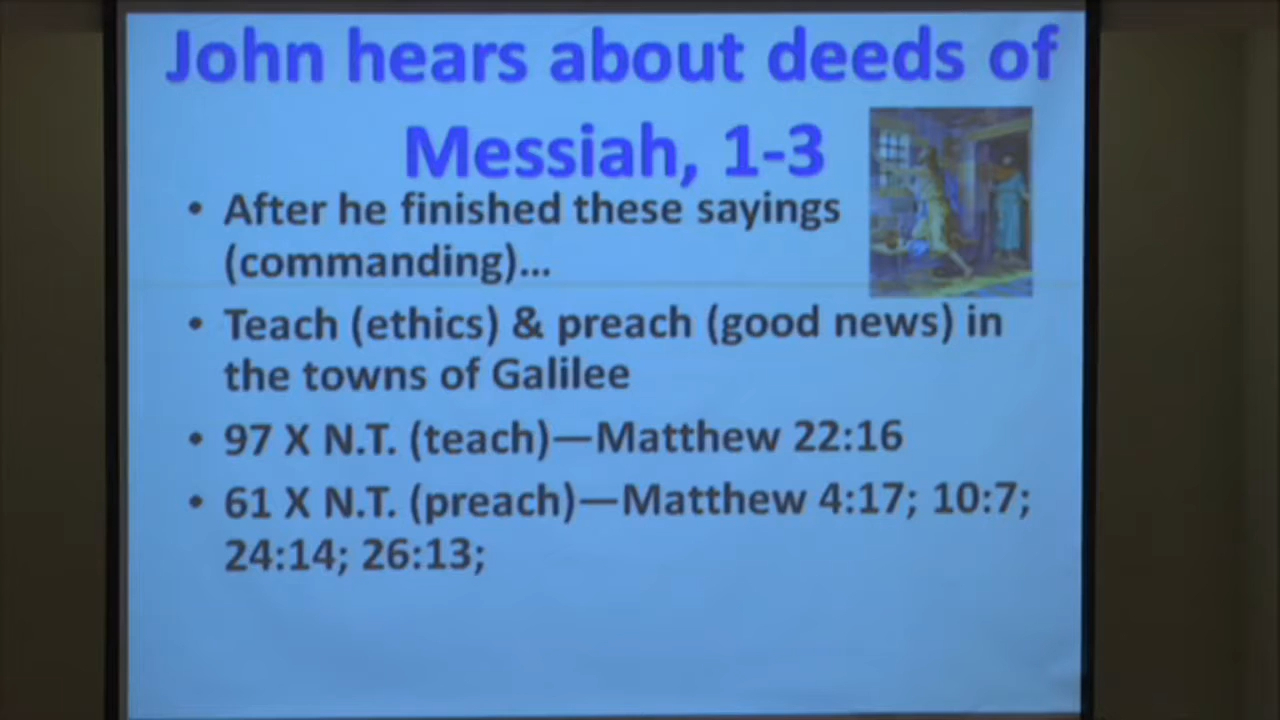 John hears about deeds of
Messiah, 1-3
• After he finished these sayings
(commanding)...
• Teach (ethics) & preach (good news) in
the towns of Galilee
• 97 X N.T. (teach)—Matthew 22:16
• 61 X N.T. (preach)—Matthew 4:17; 10:7;
24:14; 26:13;